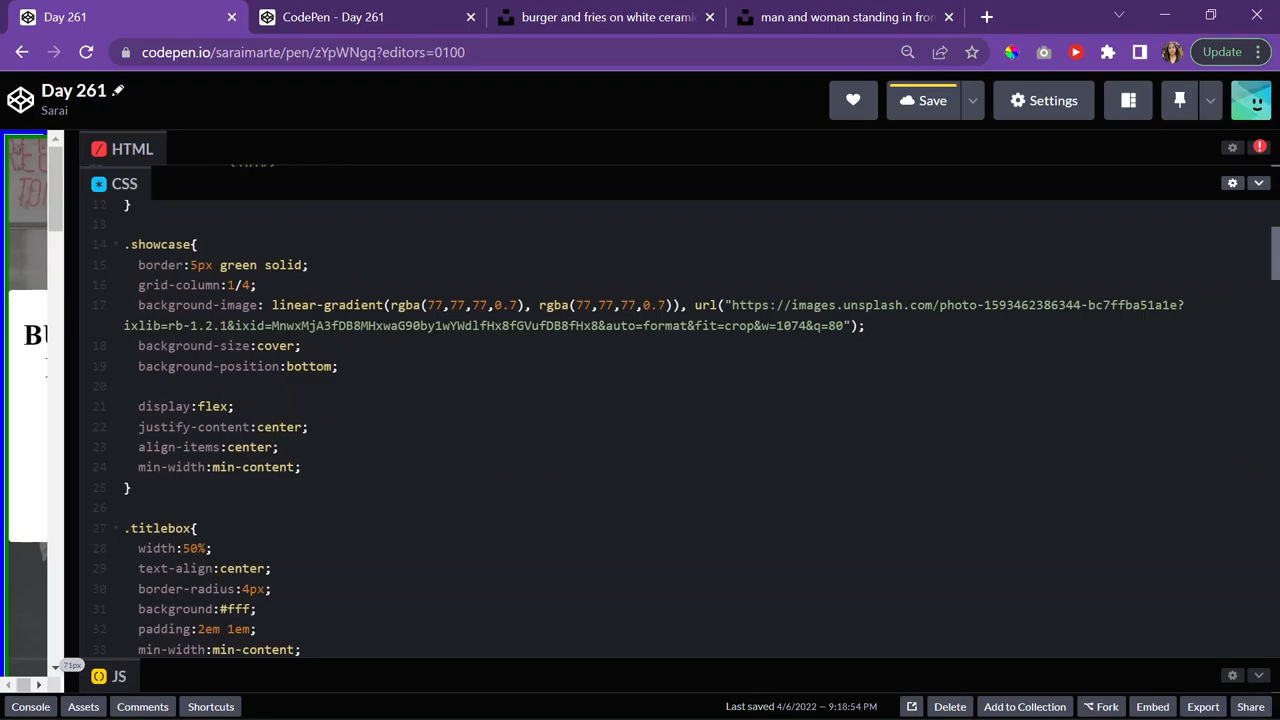 Day 261
CodePen - Day 261
burger and fries on white cerami
man and woman standing in fron
codepen.io/saraimarte/pen/zYpWNgq?editors=0100
Update
Day 261
Sarai
Save
Settings
HTML
CSS
12 }
13
14 .showcase{
15 border:5px green solid;
16 grid-column:1/4;
17 background-image: linear-gradient(rgba(77,77,77,0.7), rgba(77,77,77,0.7)), url("https://images.unsplash.com/photo-1593462386344-bc7ffba51a1e?
ixlib=rb-1.2.1&ixid=MnwxMjA3fDB8MHxwaG90by1wYWdlfHx8fGVufDB8fHx8&auto=format&fit=crop&w=1074&q=80");
18 background-size:cover;
19 background-position:bottom;
20
21 display:flex;
22 justify-content:center;
23 align-items:center;
24 min-width:min-content;
25 }
26
27 .titlebox{
28 width:50%;
29 text-align:center;
30 border-radius:4px;
31 background:#fff;
32 padding:2em 1em;
33 min-width:min-content;
71px
JS
Console Assets Comments Shortcuts Last saved 4/6/2022 — 9:18:54 PM Delete Add to Collection Fork Embed Export Share